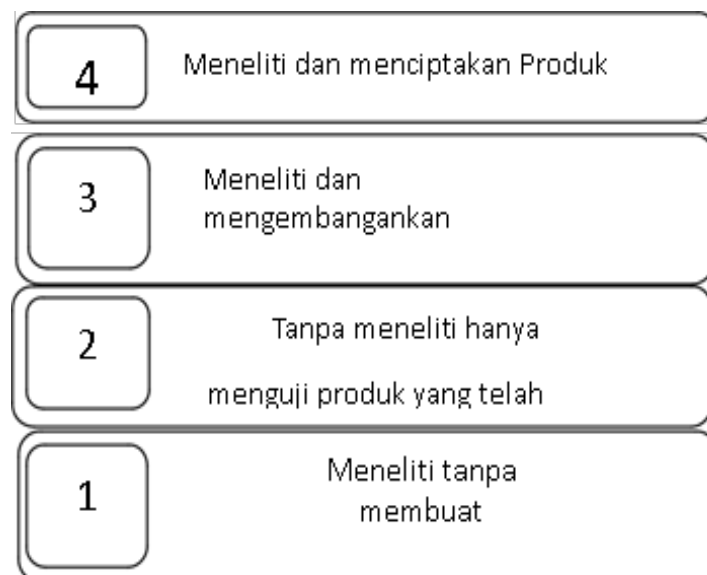 4
Meneliti dan menciptakan Produk
3
Meneliti dan
mengembangankan
2
Tanpa meneliti hanya
menguji produk yang telah
1
Meneliti tanpa
membuat